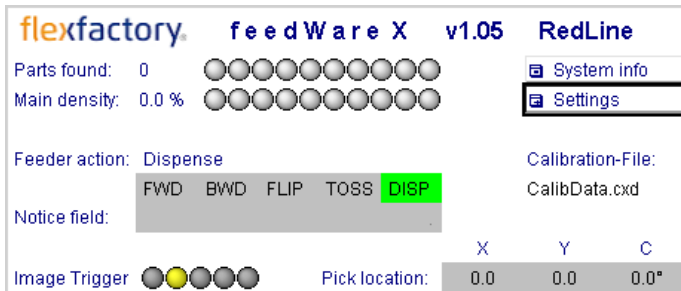 flexfactory. feedWare X v1.05 RedLine
Parts found: 0 System info
Main density: 0.0 % Settings
Feeder action: Dispense Calibration-File:
FWD BWD FLIP TOSS DISP CalibData.cxd
Notice field: .
X Y C
Image Trigger Pick location: 0.0 0.0 0.0°